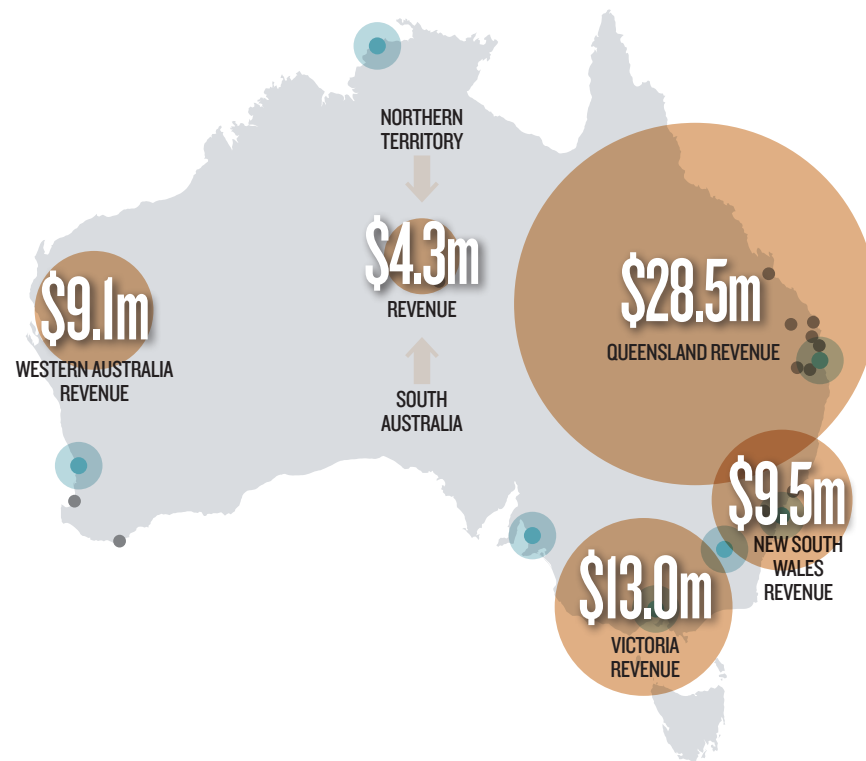 NORTHERN
TERRITORY
$4.3m
REVENUE
SOUTH
AUSTRALIA
$9.1m
WESTERN AUSTRALIA
REVENUE
$28.5m
QUEENSLAND REVENUE
$9.5m
NEW SOUTH
WALES
REVENUE
$13.0m
VICTORIA
REVENUE